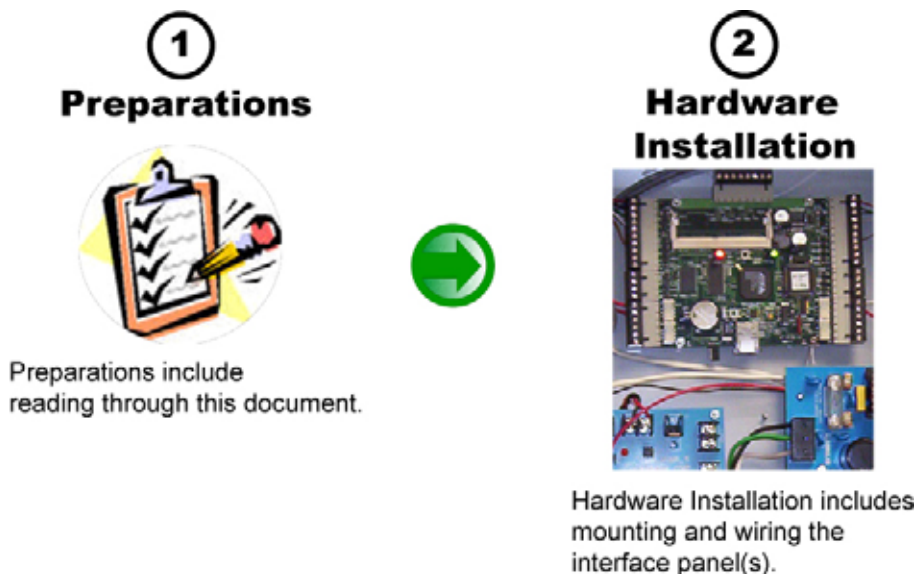 1
Preparations
Preparations include
reading through this document.
2
Hardware
Installation
Hardware Installation includes
mounting and wiring the
interface panel(s).